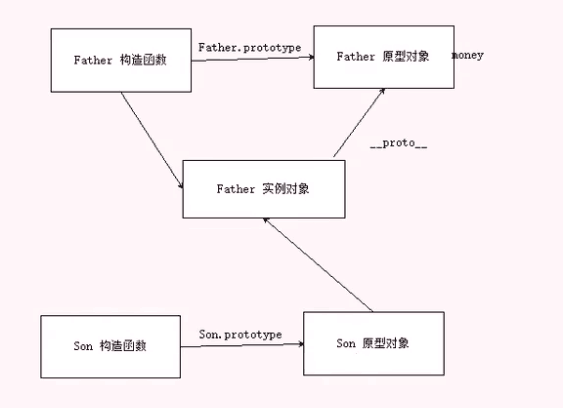 Father.prototype
Father 构造函数
Father 原型对象
money
__proto__
Father 实例对象
Son.prototype
Son 构造函数
Son 原型对象